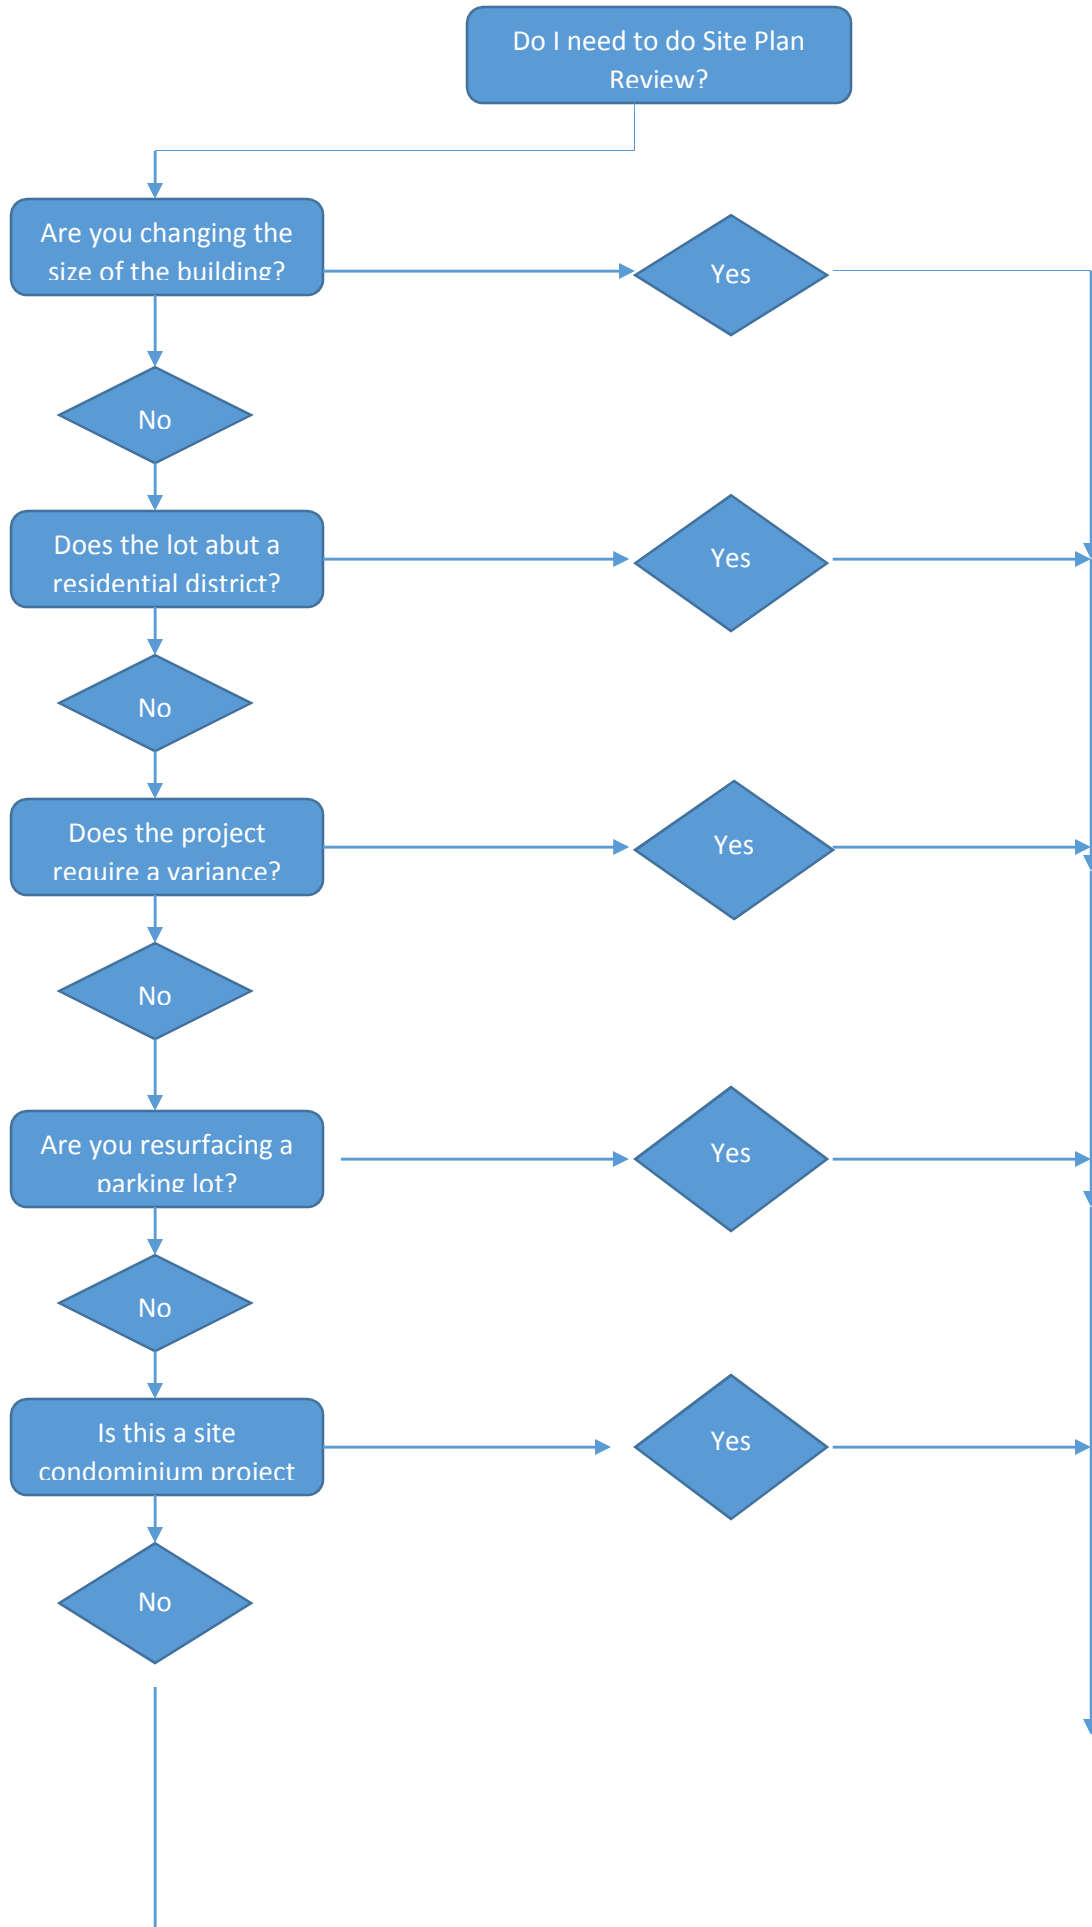 Do I need to do Site Plan
Review?
Are you changing the
size of the building?
Yes
No
Does the lot abut a
residential district?
Yes
No
Does the project
require a variance?
Yes
No
Are you resurfacing a
parking lot?
Yes
No
Is this a site
condominium project
Yes
No